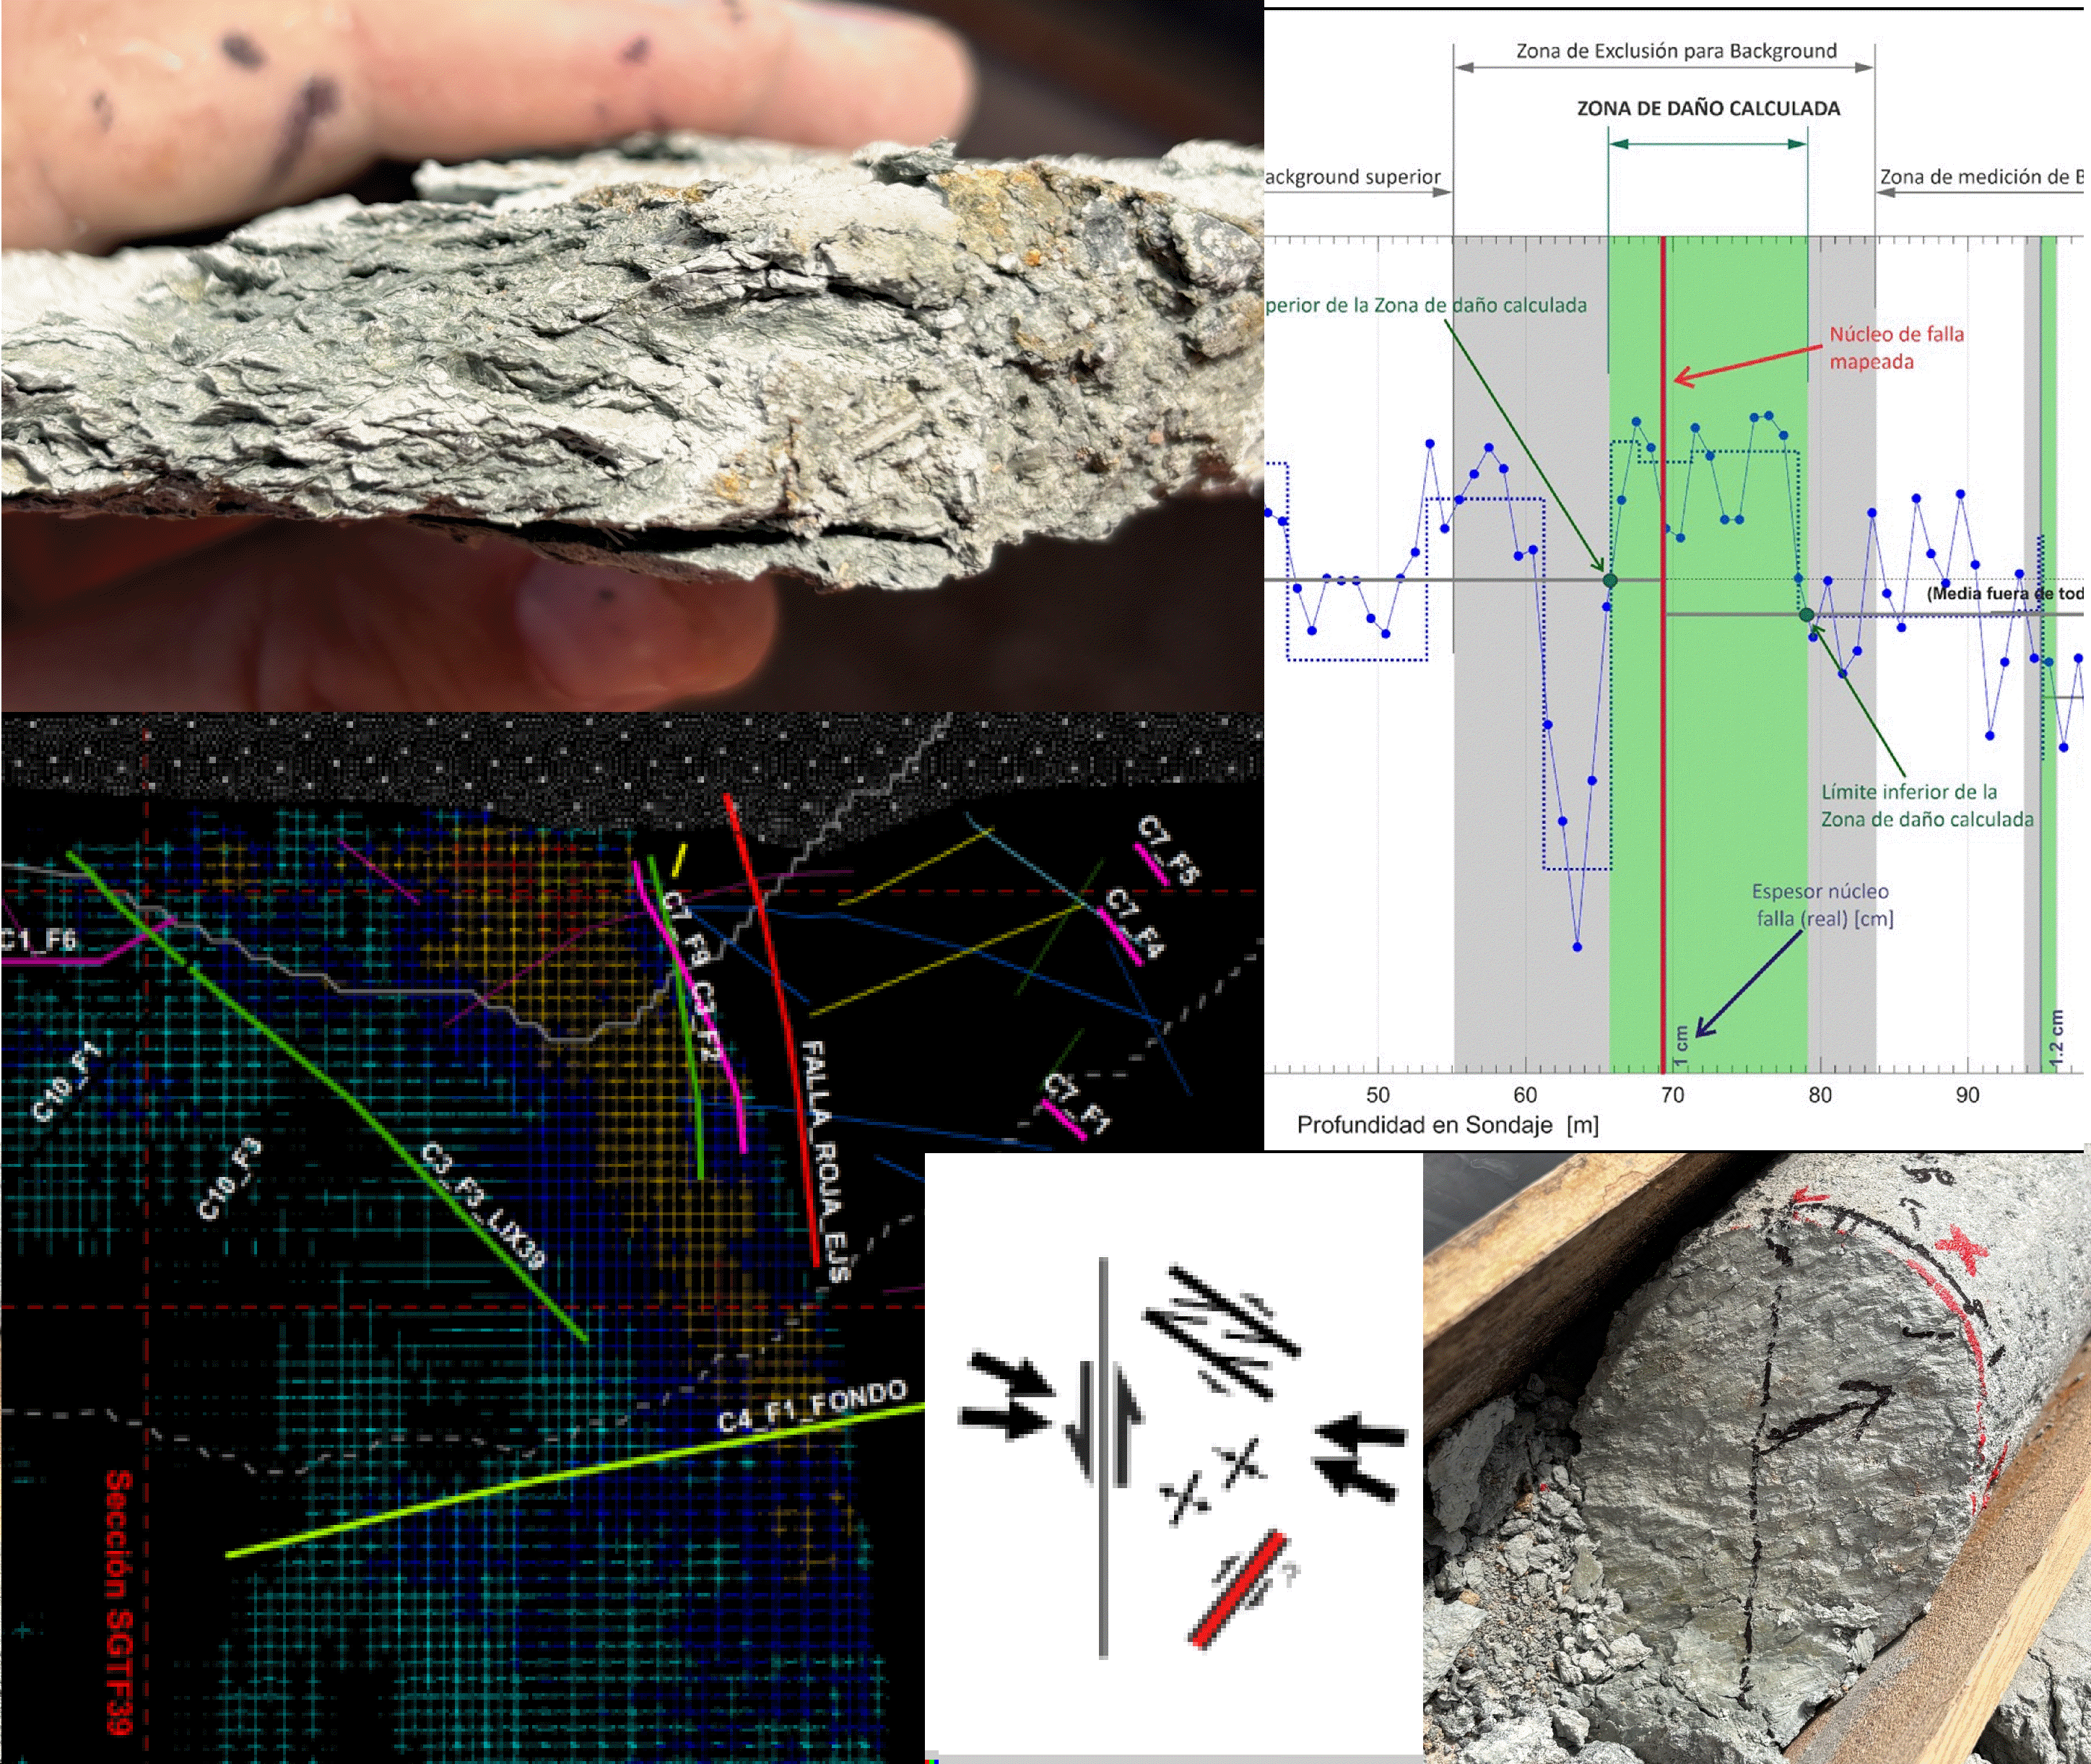 Zona de Exclusión para Background
ZONA DE DAÑO CALCULADA
ackground superior
Zona de medición de B
perior de la Zona de daño calculada
Núcleo de falla
mapeada
(Media fuera de tod
Límite inferior de la
Zona de daño calculada
Espesor núcleo
falla (real) [cm]
1 cm
1.2 cm
50
60
70
80
90
Profundidad en Sondaje [m]
C1_F6
C10_F1
C10_F3
C3_F3_LIX39
C7_F9
C3_F2
FALLA_ROJA_EJS
C7_F5
C7_F4
C7_F1
C4_F1_FONDO
Sección SGTF39